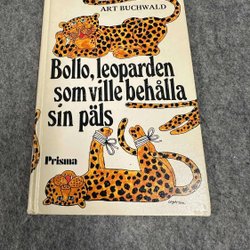 ART BUCHWALD
Bollo, leoparden
som ville behålla
sin päls
Prisma